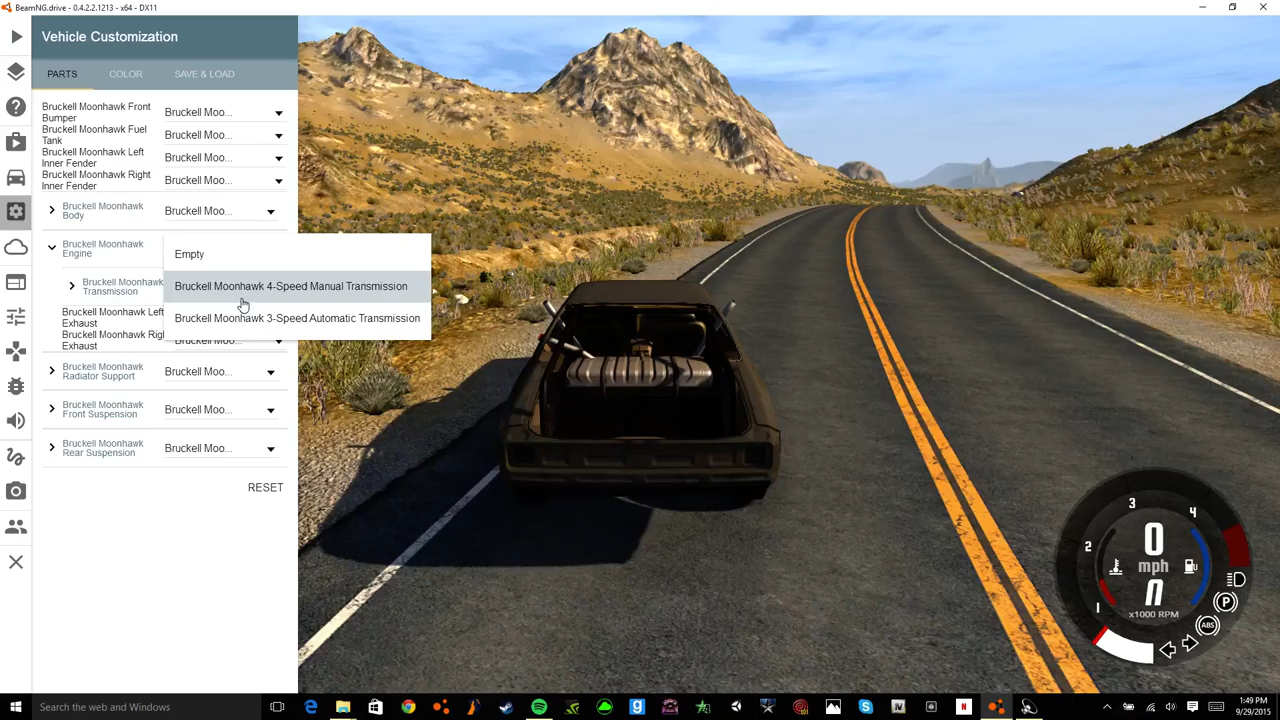 BeamNG.drive - 0.4.2.2.1213 - x64 - DX11
Vehicle Customization
PARTS
COLOR
SAVE & LOAD
Bruckell Moonhawk Front
Bumper
Bruckell Moo...
Bruckell Moonhawk Fuel
Tank
Bruckell Moo...
Bruckell Moonhawk Left
Inner Fender
Bruckell Moo...
Bruckell Moonhawk Right
Inner Fender
Bruckell Moo...
Bruckell Moonhawk
Body
Bruckell Moo...
Bruckell Moonhawk
Engine
Empty
Bruckell Moonhawk
Transmission
Bruckell Moonhawk 4-Speed Manual Transmission
Bruckell Moonhawk 3-Speed Automatic Transmission
Bruckell Moonhawk Left
Exhaust
Bruckell Moonhawk Rig
Exhaust
Bruckell Moo...
Bruckell Moonhawk
Radiator Support
Bruckell Moo...
Bruckell Moonhawk
Front Suspension
Bruckell Moo...
Bruckell Moonhawk
Rear Suspension
Bruckell Moo...
RESET
1
2
3
4
0
mph
n
x1000 RPM
P
ABS
Search the web and Windows
1:49 PM
9/29/2015